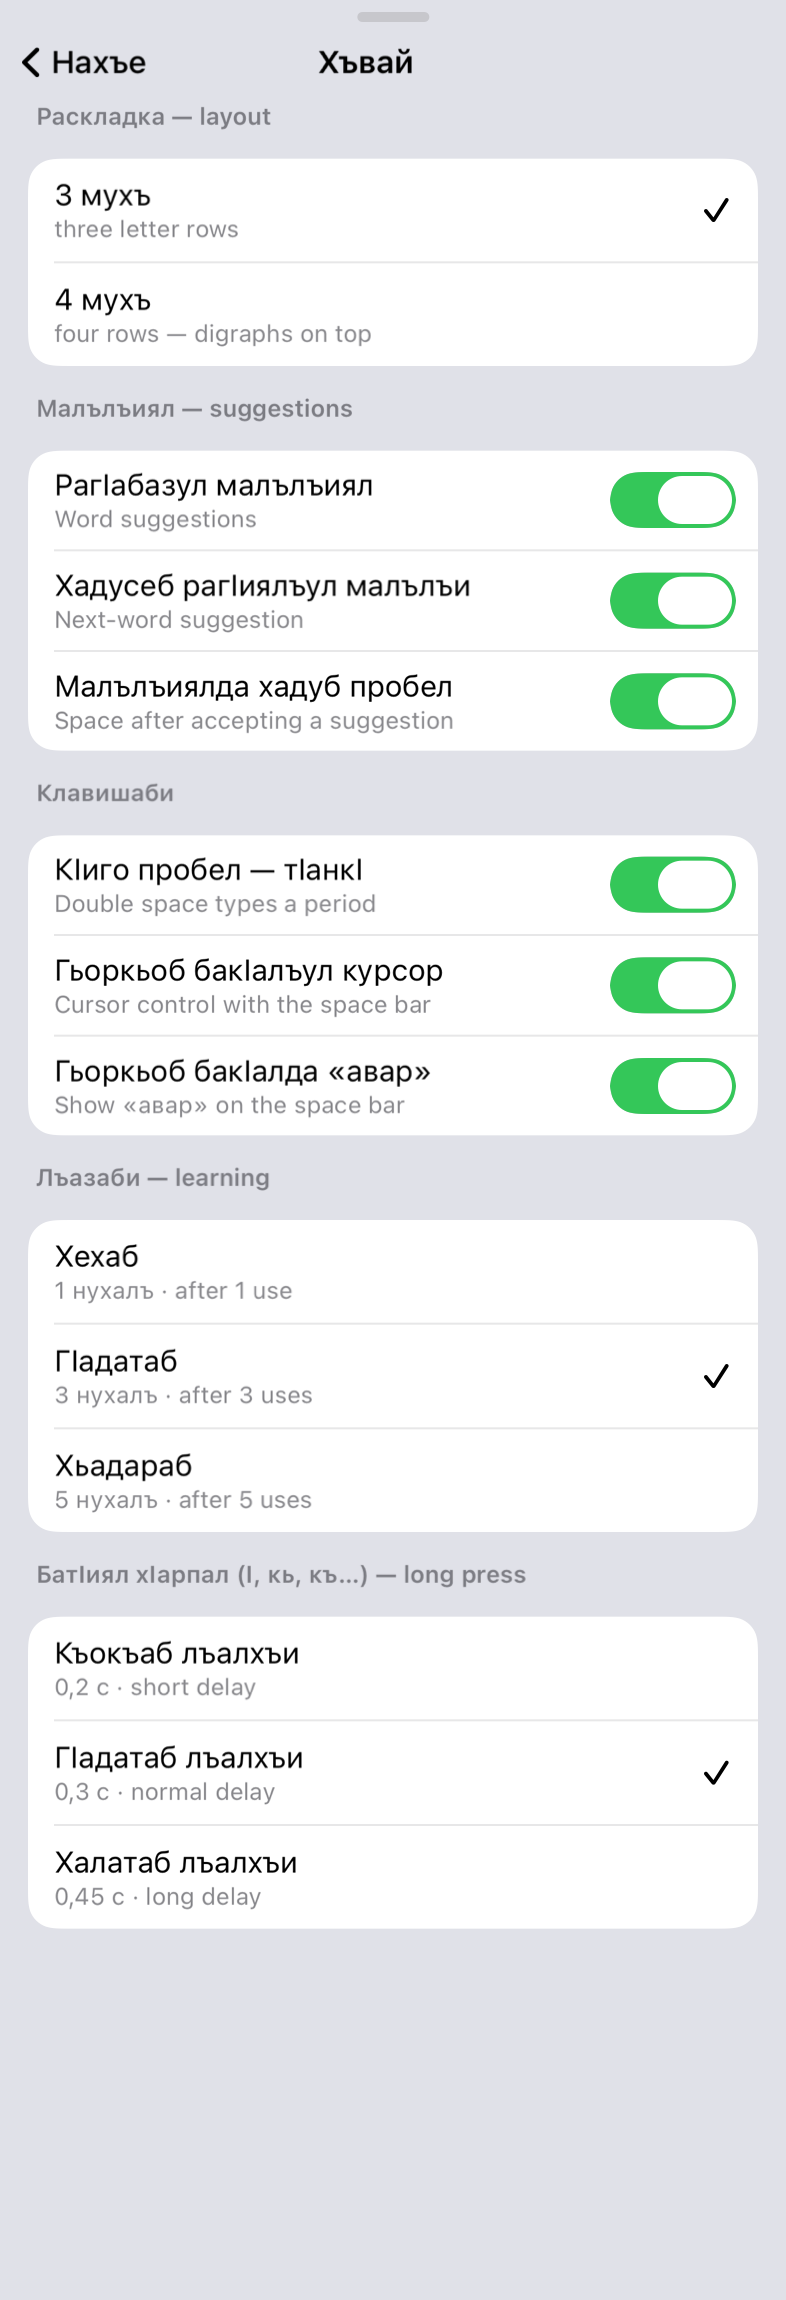 Нахъе
Хъвай
Раскладка — layout
3 мухъ
three letter rows
4 мухъ
four rows — digraphs on top
Малълъиял — suggestions
РагӀабазул малълъиял
Word suggestions
Хадусеб рагӀиялъул малълъи
Next-word suggestion
Малълъиялда хадуб пробел
Space after accepting a suggestion
Клавишаби
КӀиго пробел — тӀанкӀ
Double space types a period
Гьоркьоб бакӀалъул курсор
Cursor control with the space bar
Гьоркьоб бакӀалда «авар»
Show «авар» on the space bar
Лъазаби — learning
Хехаб
1 нухалъ · after 1 use
ГӀадатаб
3 нухалъ · after 3 uses
Хьадараб
5 нухалъ · after 5 uses
БатӀиял хӀарпал (Ӏ, кь, къ...) — long press
Къокъаб лъалхъи
0,2 с · short delay
ГӀадатаб лъалхъи
0,3 с · normal delay
Халатаб лъалхъи
0,45 с · long delay